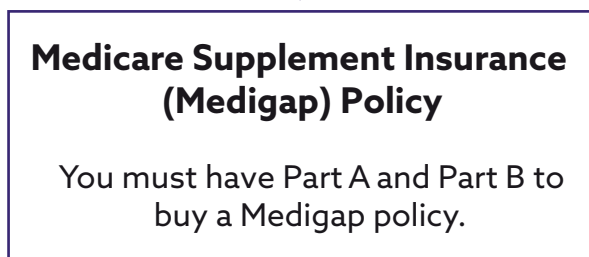 Medicare Supplement Insurance
(Medigap) Policy
You must have Part A and Part B to
buy a Medigap policy.